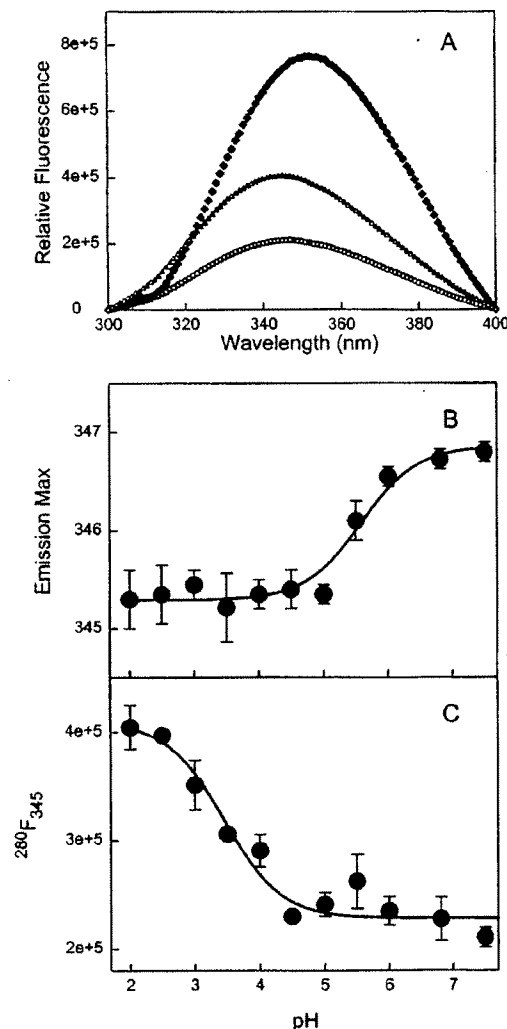 A
8e+5
6e+5
4e+5
2e+5
0
Relative Fluorescence
300 320 340 360 380 400
Wavelength (nm)
B
347
346
345
Emission Max
C
4e+5
3e+5
2e+5
280F345
2 3 4 5 6 7
pH